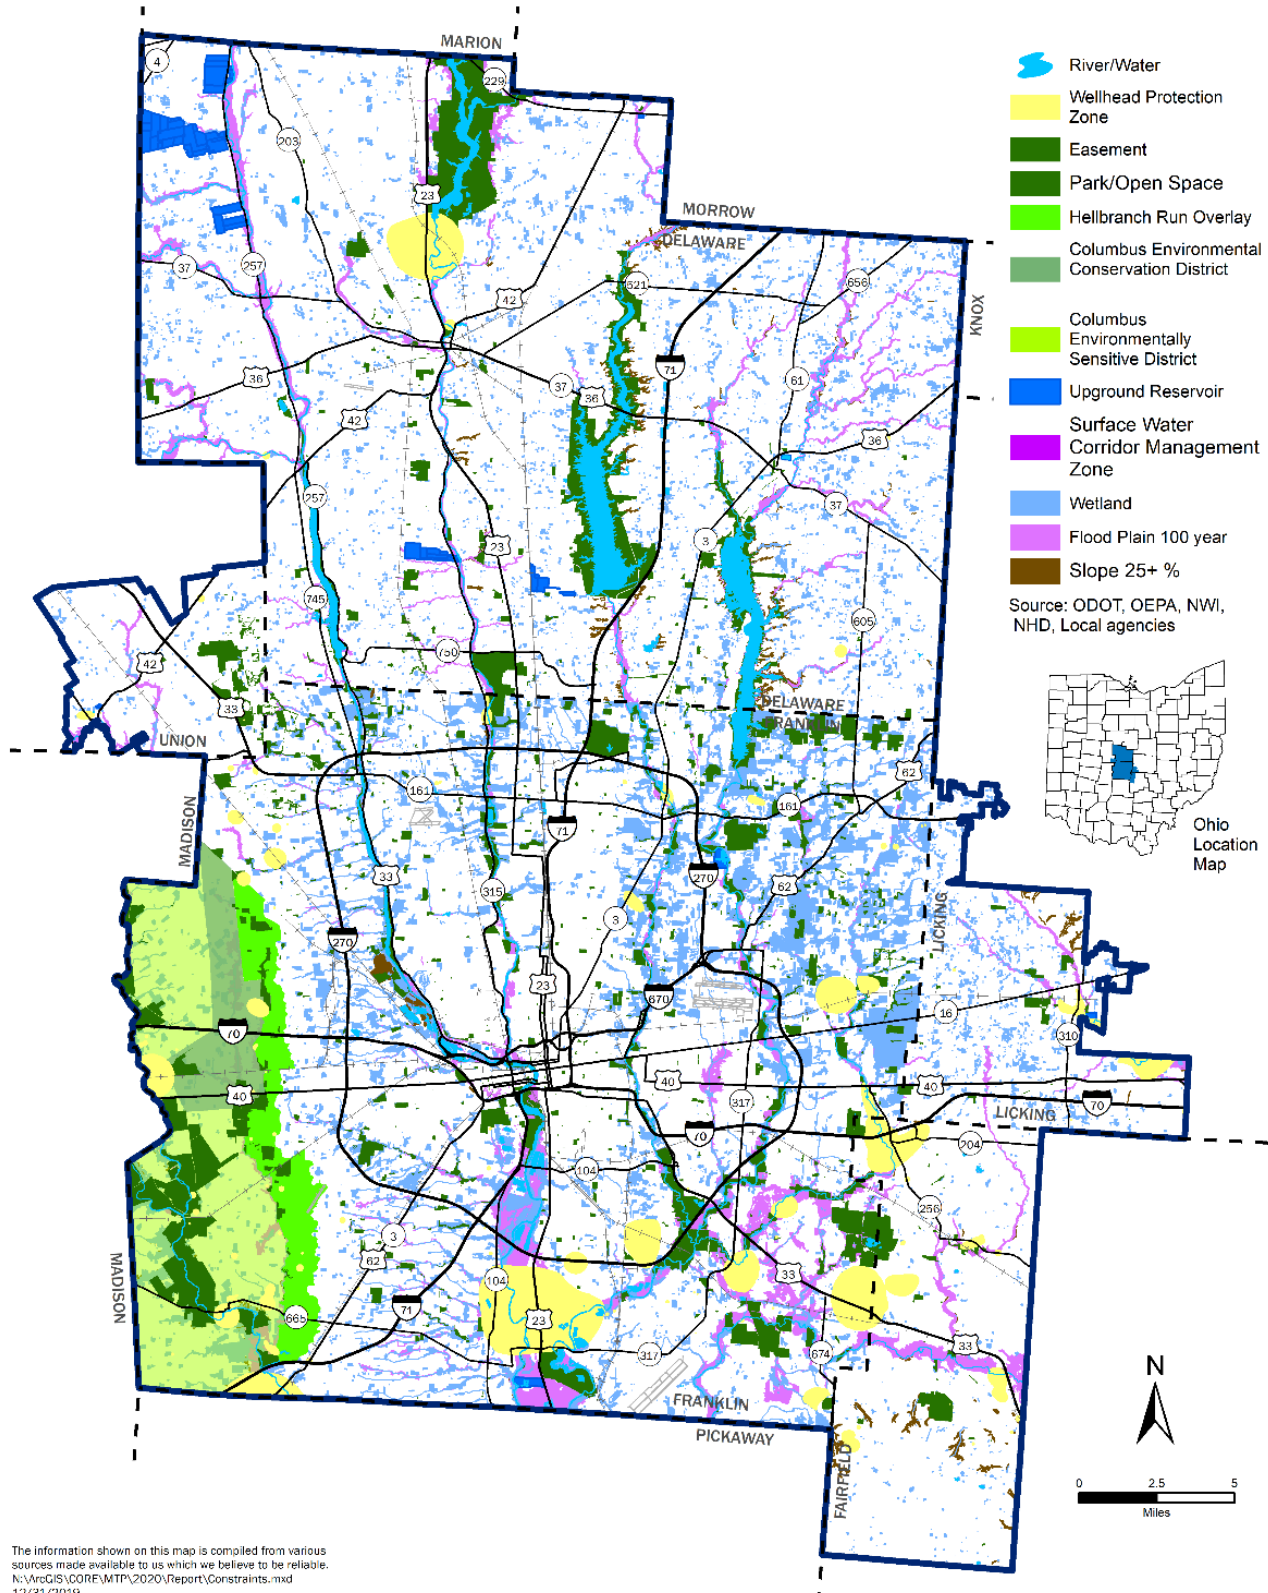 MARION
4
229
203
23
MORROW
DELAWARE
37
257
42
621
656
KNOX
71
36
37
36
61
42
36
257
37
23
3
745
605
750
42
33
DELAWARE
FRANKLIN
UNION
62
161
161
MADISON
71
33
315
270
62
3
LICKING
270
23
670
16
310
70
40
40
317
40
70
LICKING
70
204
104
256
3
62
33
MADISON
104
71
23
665
317
674
33
FRANKLIN
PICKAWAY
FAIRFIELD
River/Water
Wellhead Protection
Zone
Easement
Park/Open Space
Hellbranch Run Overlay
Columbus Environmental
Conservation District
Columbus
Environmentally
Sensitive District
Upground Reservoir
Surface Water
Corridor Management
Zone
Wetland
Flood Plain 100 year
Slope 25+ %
Source: ODOT, OEPA, NWI,
NHD, Local agencies
Ohio
Location
Map
N
0 2.5 5
Miles
The information shown on this map is compiled from various
sources made available to us which we believe to be reliable.
N:\ArcGIS\CORE\MTP\2020\Report\Constraints.mxd
12/31/2019